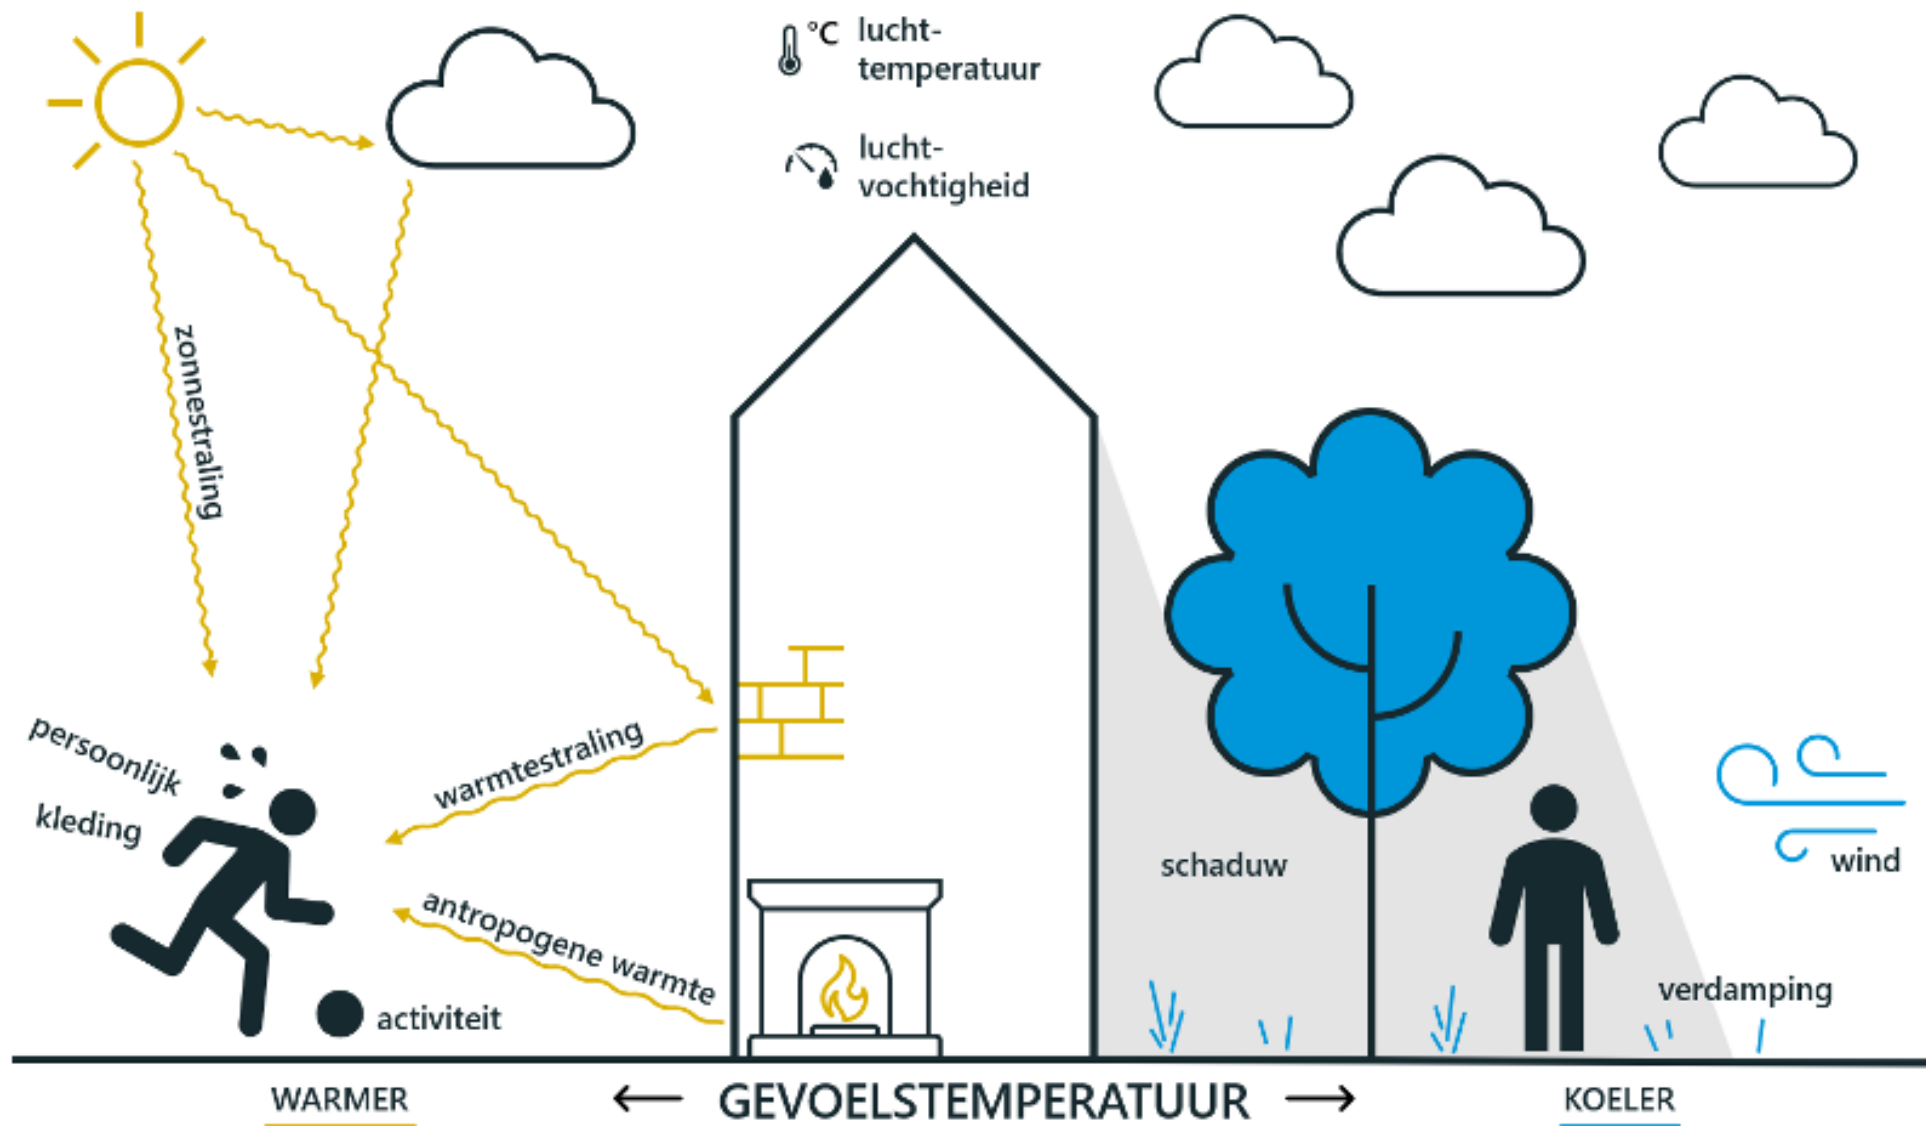 °C lucht-
temperatuur
lucht-
vochtigheid
zonnestraling
persoonlijk
kleding
warmtestraling
antropogene warmte
activiteit
schaduw
wind
verdamping
WARMER ← GEVOELSTEMPERATUUR → KOELER